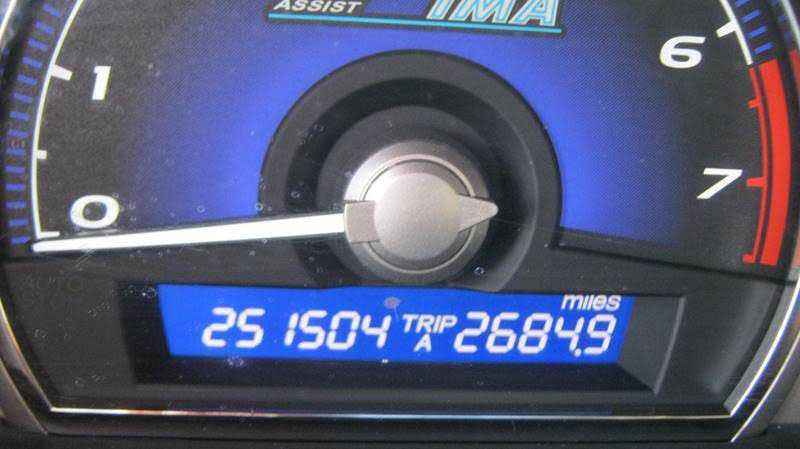 ASSIST IMA
1
6
0
7
miles
251504 TRIP A 2684.9